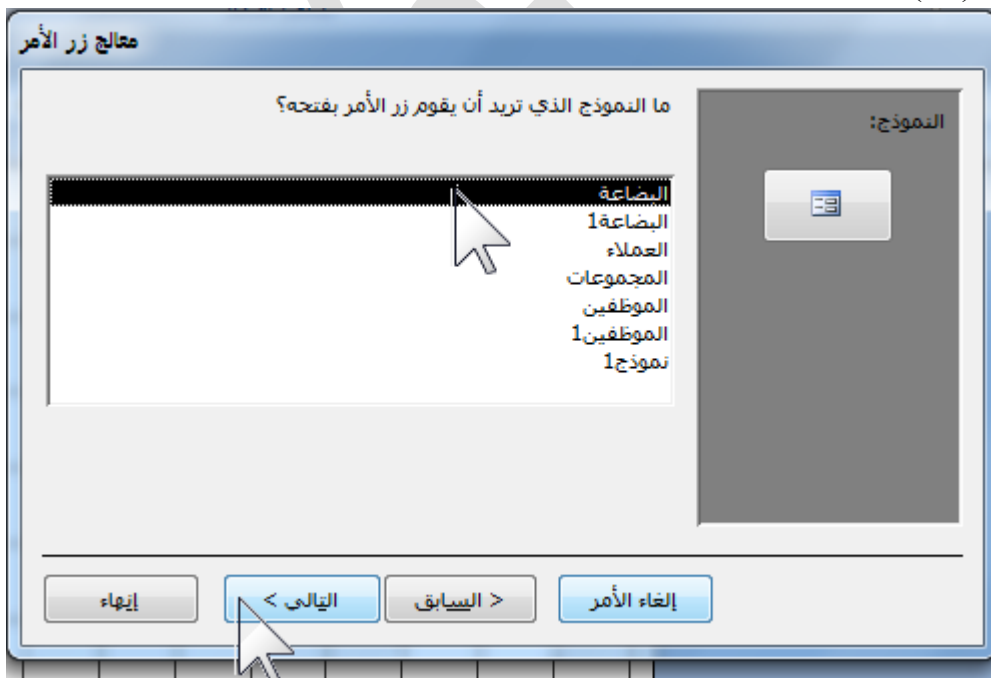 معالج زر الأمر
ما النموذج الذي تريد أن يقوم زر الأمر بفتحه؟
النموذج:
البضاعة
البضاعة1
العملاء
المجموعات
الموظفين
الموظفين1
نموذج1
إلغاء الأمر
< السابق
التالي >
إنهاء